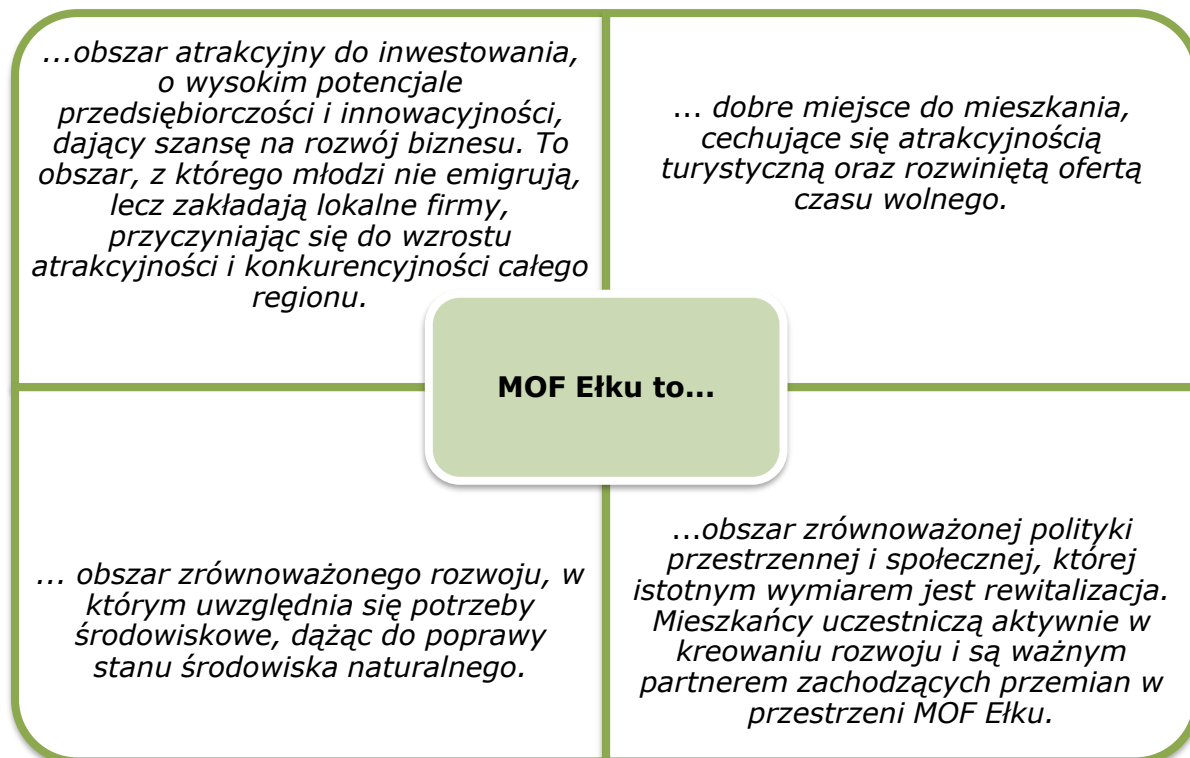 ...obszar atrakcyjny do inwestowania,
o wysokim potencjale
przedsiębiorczości i innowacyjności,
dający szansę na rozwój biznesu. To
obszar, z którego młodzi nie emigrują,
lecz zakładają lokalne firmy,
przyczyniając się do wzrostu
atrakcyjności i konkurencyjności całego
regionu.
... dobre miejsce do mieszkania,
cechujące się atrakcyjnością
turystyczną oraz rozwiniętą ofertą
czasu wolnego.
MOF Ełku to...
... obszar zrównoważonego rozwoju, w
którym uwzględnia się potrzeby
środowiskowe, dążąc do poprawy
stanu środowiska naturalnego.
...obszar zrównoważonej polityki
przestrzennej i społecznej, której
istotnym wymiarem jest rewitalizacja.
Mieszkańcy uczestniczą aktywnie w
kreowaniu rozwoju i są ważnym
partnerem zachodzących przemian w
przestrzeni MOF Ełku.